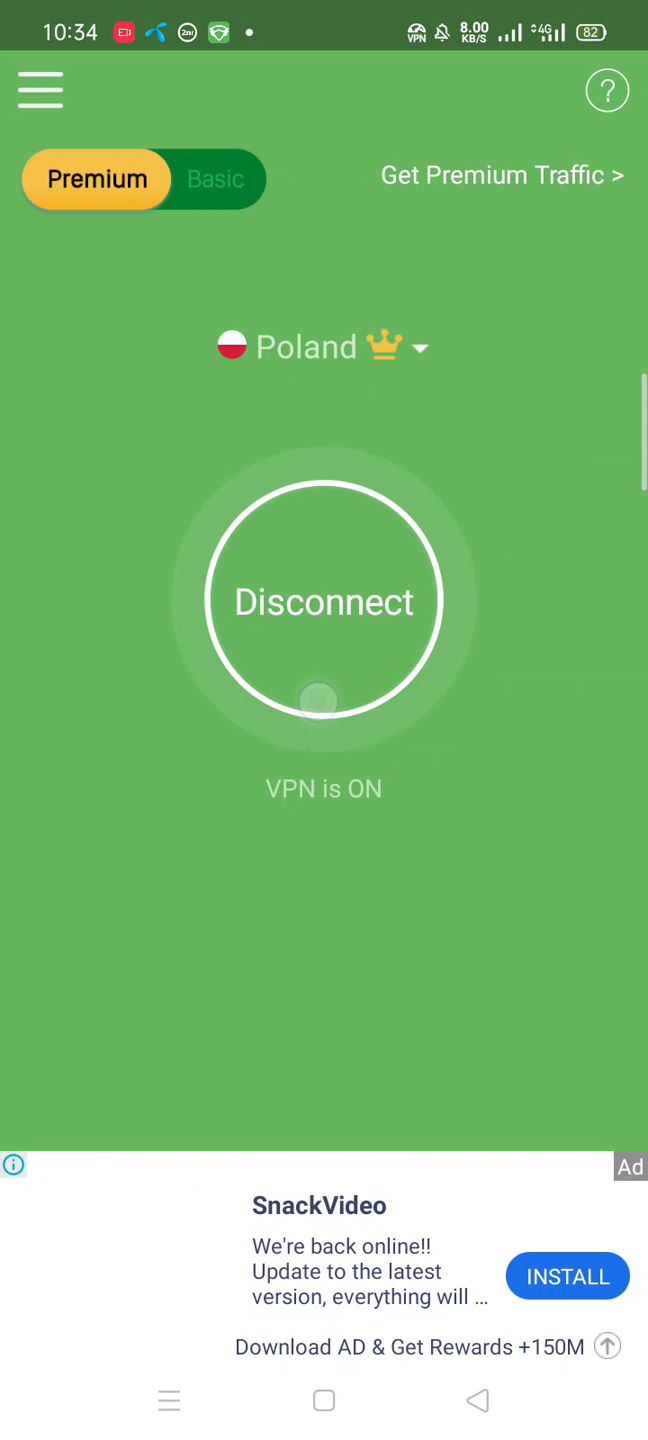 10:34
VPN
8.00
KB/S
4G
82
?
Premium
Basic
Get Premium Traffic >
Poland
Disconnect
VPN is ON
Ad
SnackVideo
We're back online!!
Update to the latest
version, everything will ...
INSTALL
Download AD & Get Rewards +150M